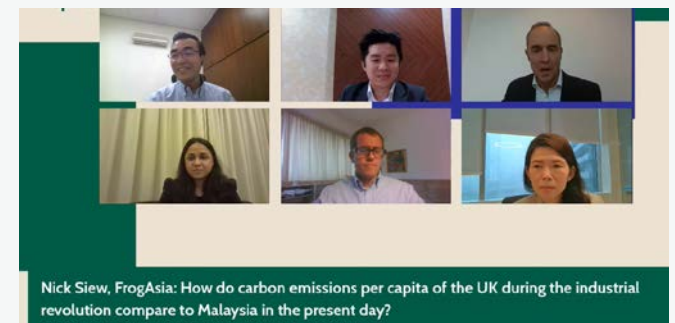 Nick Siew, FrogAsia: How do carbon emissions per capita of the UK during the industrial
revolution compare to Malaysia in the present day?